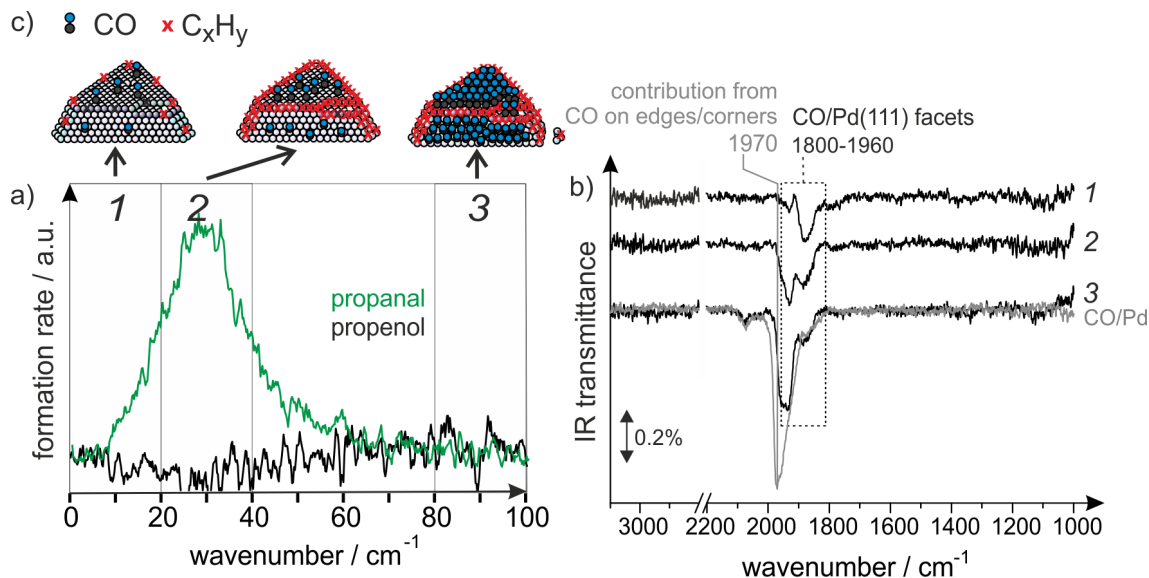 c) CO x CxHy
contribution from
CO on edges/corners
1970
CO/Pd(111) facets
1800-1960
a)
1
2
3
propanal
propenol
formation rate / a.u.
0 20 40 60 80 100
wavenumber / cm⁻¹
b)
1
2
3
CO/Pd
0.2%
IR transmittance
3000 2200 2000 1800 1600 1400 1200 1000
wavenumber / cm⁻¹